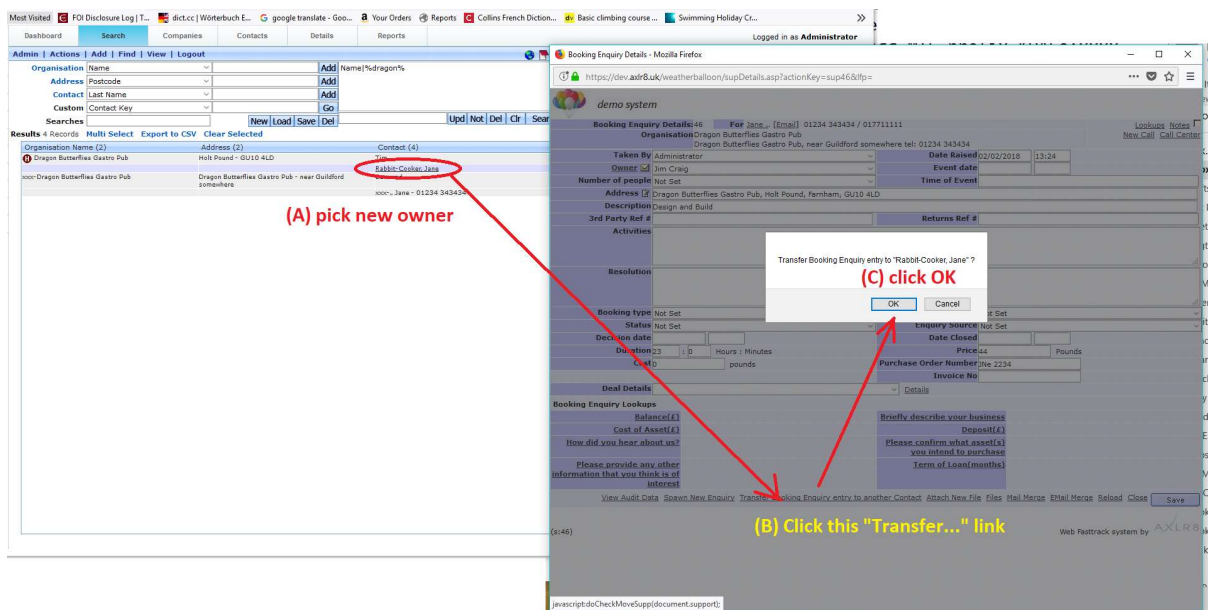 Most Visited FOI Disclosure Log | T... dict.cc | Wörterbuch E... google translate - Goo... Your Orders Reports Collins French Diction... Basic climbing course ... Swimming Holiday Cr... »
Dashboard Search Companies Contacts Details Reports
Logged in as Administrator
Admin | Actions | Add | Find | View | Logout
Organisation Name Add Name|%dragon%
Address Postcode Add
Contact Last Name Add
Custom Contact Key Go
Searches New Load Save Del Upd Not Del Clr Sear
Results 4 Records Multi Select Export to CSV Clear Selected
Organisation Name (2) Address (2) Contact (4)
Dragon Butterflies Gastro Pub Holt Pound - GU10 4LD Tim
Rabbit-Cooker, Jane
xxxx-Dragon Butterflies Gastro Pub Dragon Butterflies Gastro Pub - near Guildford somewhere
xxxx-, Jane - 01234 343434
(A) pick new owner
Booking Enquiry Details - Mozilla Firefox
https://dev.axlr8.uk/weatherballoon/supDetails.asp?actionKey=sup46&lfp=
demo system
Booking Enquiry Details:46 For Jane ,. [Email] 01234 343434 / 017711111 Lookups Notes
Organisation Dragon Butterflies Gastro Pub New Call Call Center
Dragon Butterflies Gastro Pub, near Guildford somewhere tel: 01234 343434
Taken By Administrator Date Raised 02/02/2018 13:24
Owner Jim Craig Event date
Number of people Not Set Time of Event
Address Dragon Butterflies Gastro Pub, Holt Pound, Farnham, GU10 4LD
Description Design and Build
3rd Party Ref # Returns Ref #
Activities
Transfer Booking Enquiry entry to "Rabbit-Cooker, Jane" ?
Resolution
(C) click OK
OK Cancel
Booking type Not Set ot Set
Status Not Set Enquiry Source Not Set
Decision date Date Closed
Duration 23 : 0 Hours : Minutes Price 44 Pounds
Cost 0 pounds Purchase Order Number JNe 2234
Invoice No
Deal Details Details
Booking Enquiry Lookups
Balance(£) Briefly describe your business
Cost of Asset(£) Deposit(£)
How did you hear about us? Please confirm what asset(s) you intend to purchase
Please provide any other information that you think is of interest Term of Loan(months)
View Audit Data Spawn New Enquiry Transfer Booking Enquiry entry to another Contact Attach New File Files Mail Merge EMail Merge Reload Close Save
(B) Click this "Transfer..." link
(s:46) Web Fasttrack system by AXLR8
javascript:doCheckMoveSupp(document.support);